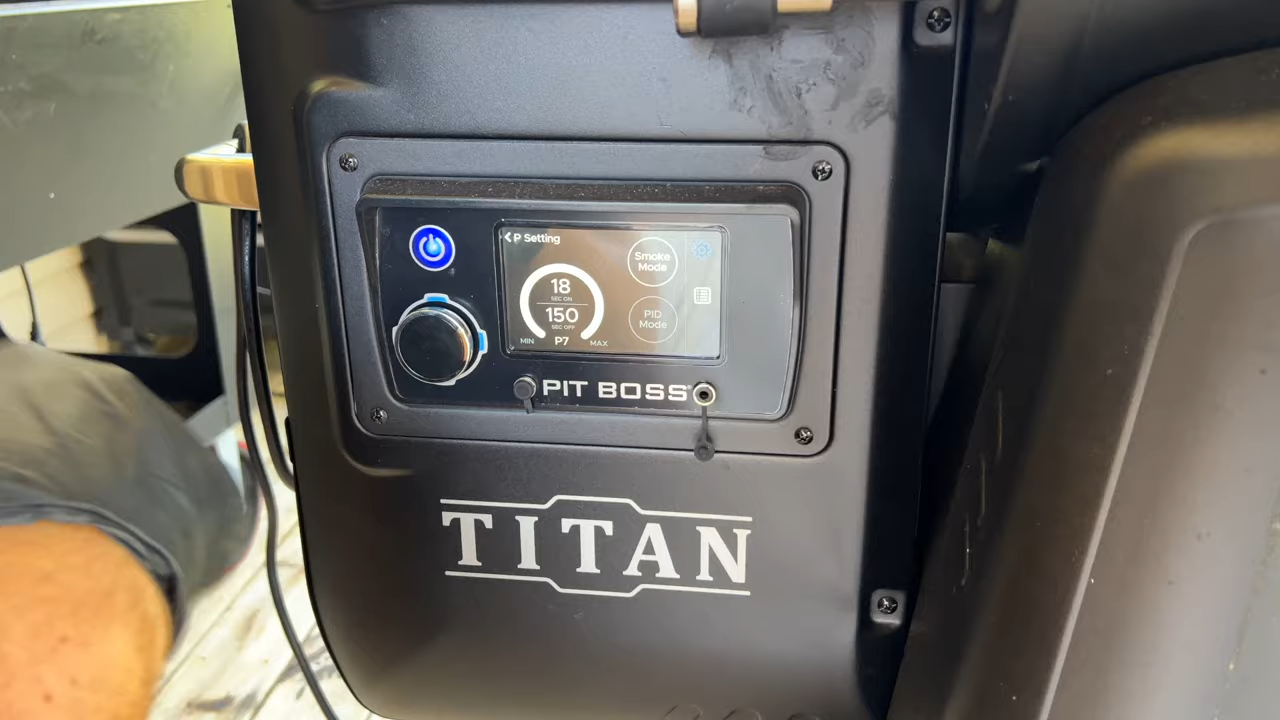 < P Setting
Smoke
Mode
18
SEC ON
150
SEC OFF
PID
Mode
MIN
P7
MAX
PIT BOSS
TITAN